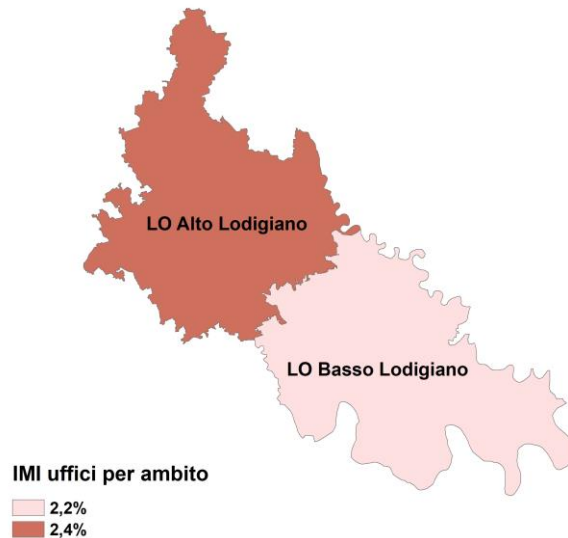 LO Alto Lodigiano
LO Basso Lodigiano
IMI uffici per ambito
2,2%
2,4%